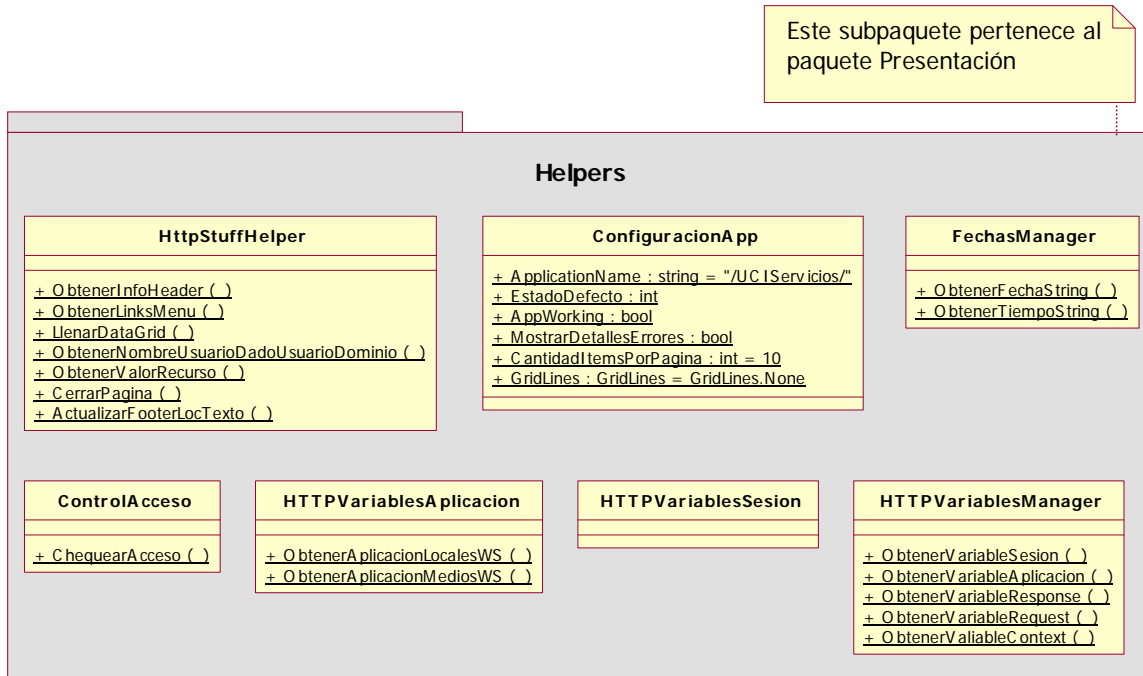 Este subpaquete pertenece al
paquete Presentación
Helpers
HttpStuffHelper
+ ObtenerInfoHeader ( )
+ ObtenerLinksMenu ( )
+ LlenarDataGrid ( )
+ ObtenerNombreUsuarioDadoUsuarioDominio ( )
+ ObtenerValorRecurso ( )
+ CerrarPagina ( )
+ ActualizarFooterLocTexto ( )
ConfiguracionApp
+ ApplicationName : string = "/UCIServicios/"
+ EstadoDefecto : int
+ AppWorking : bool
+ MostrarDetallesErrores : bool
+ CantidadItemsPorPagina : int = 10
+ GridLines : GridLines = GridLines.None
FechasManager
+ ObtenerFechaString ( )
+ ObtenerTiempoString ( )
ControlAcceso
+ ChequearAcceso ( )
HTTPVariablesAplicacion
+ ObtenerAplicacionLocalesWS ( )
+ ObtenerAplicacionMediosWS ( )
HTTPVariablesSesion
HTTPVariablesManager
+ ObtenerVariableSesion ( )
+ ObtenerVariableAplicacion ( )
+ ObtenerVariableResponse ( )
+ ObtenerVariableRequest ( )
+ ObtenerValiableContext ( )